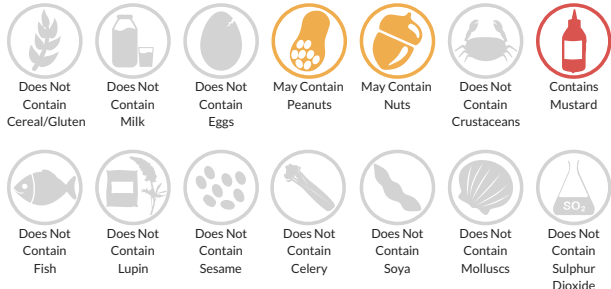 Does Not
Contain
Cereal/Gluten
Does Not
Contain
Milk
Does Not
Contain
Eggs
May Contain
Peanuts
May Contain
Nuts
Does Not
Contain
Crustaceans
Contains
Mustard
Does Not
Contain
Fish
Does Not
Contain
Lupin
Does Not
Contain
Sesame
Does Not
Contain
Celery
Does Not
Contain
Soya
Does Not
Contain
Molluscs
SO₂
Does Not
Contain
Sulphur
Dioxide